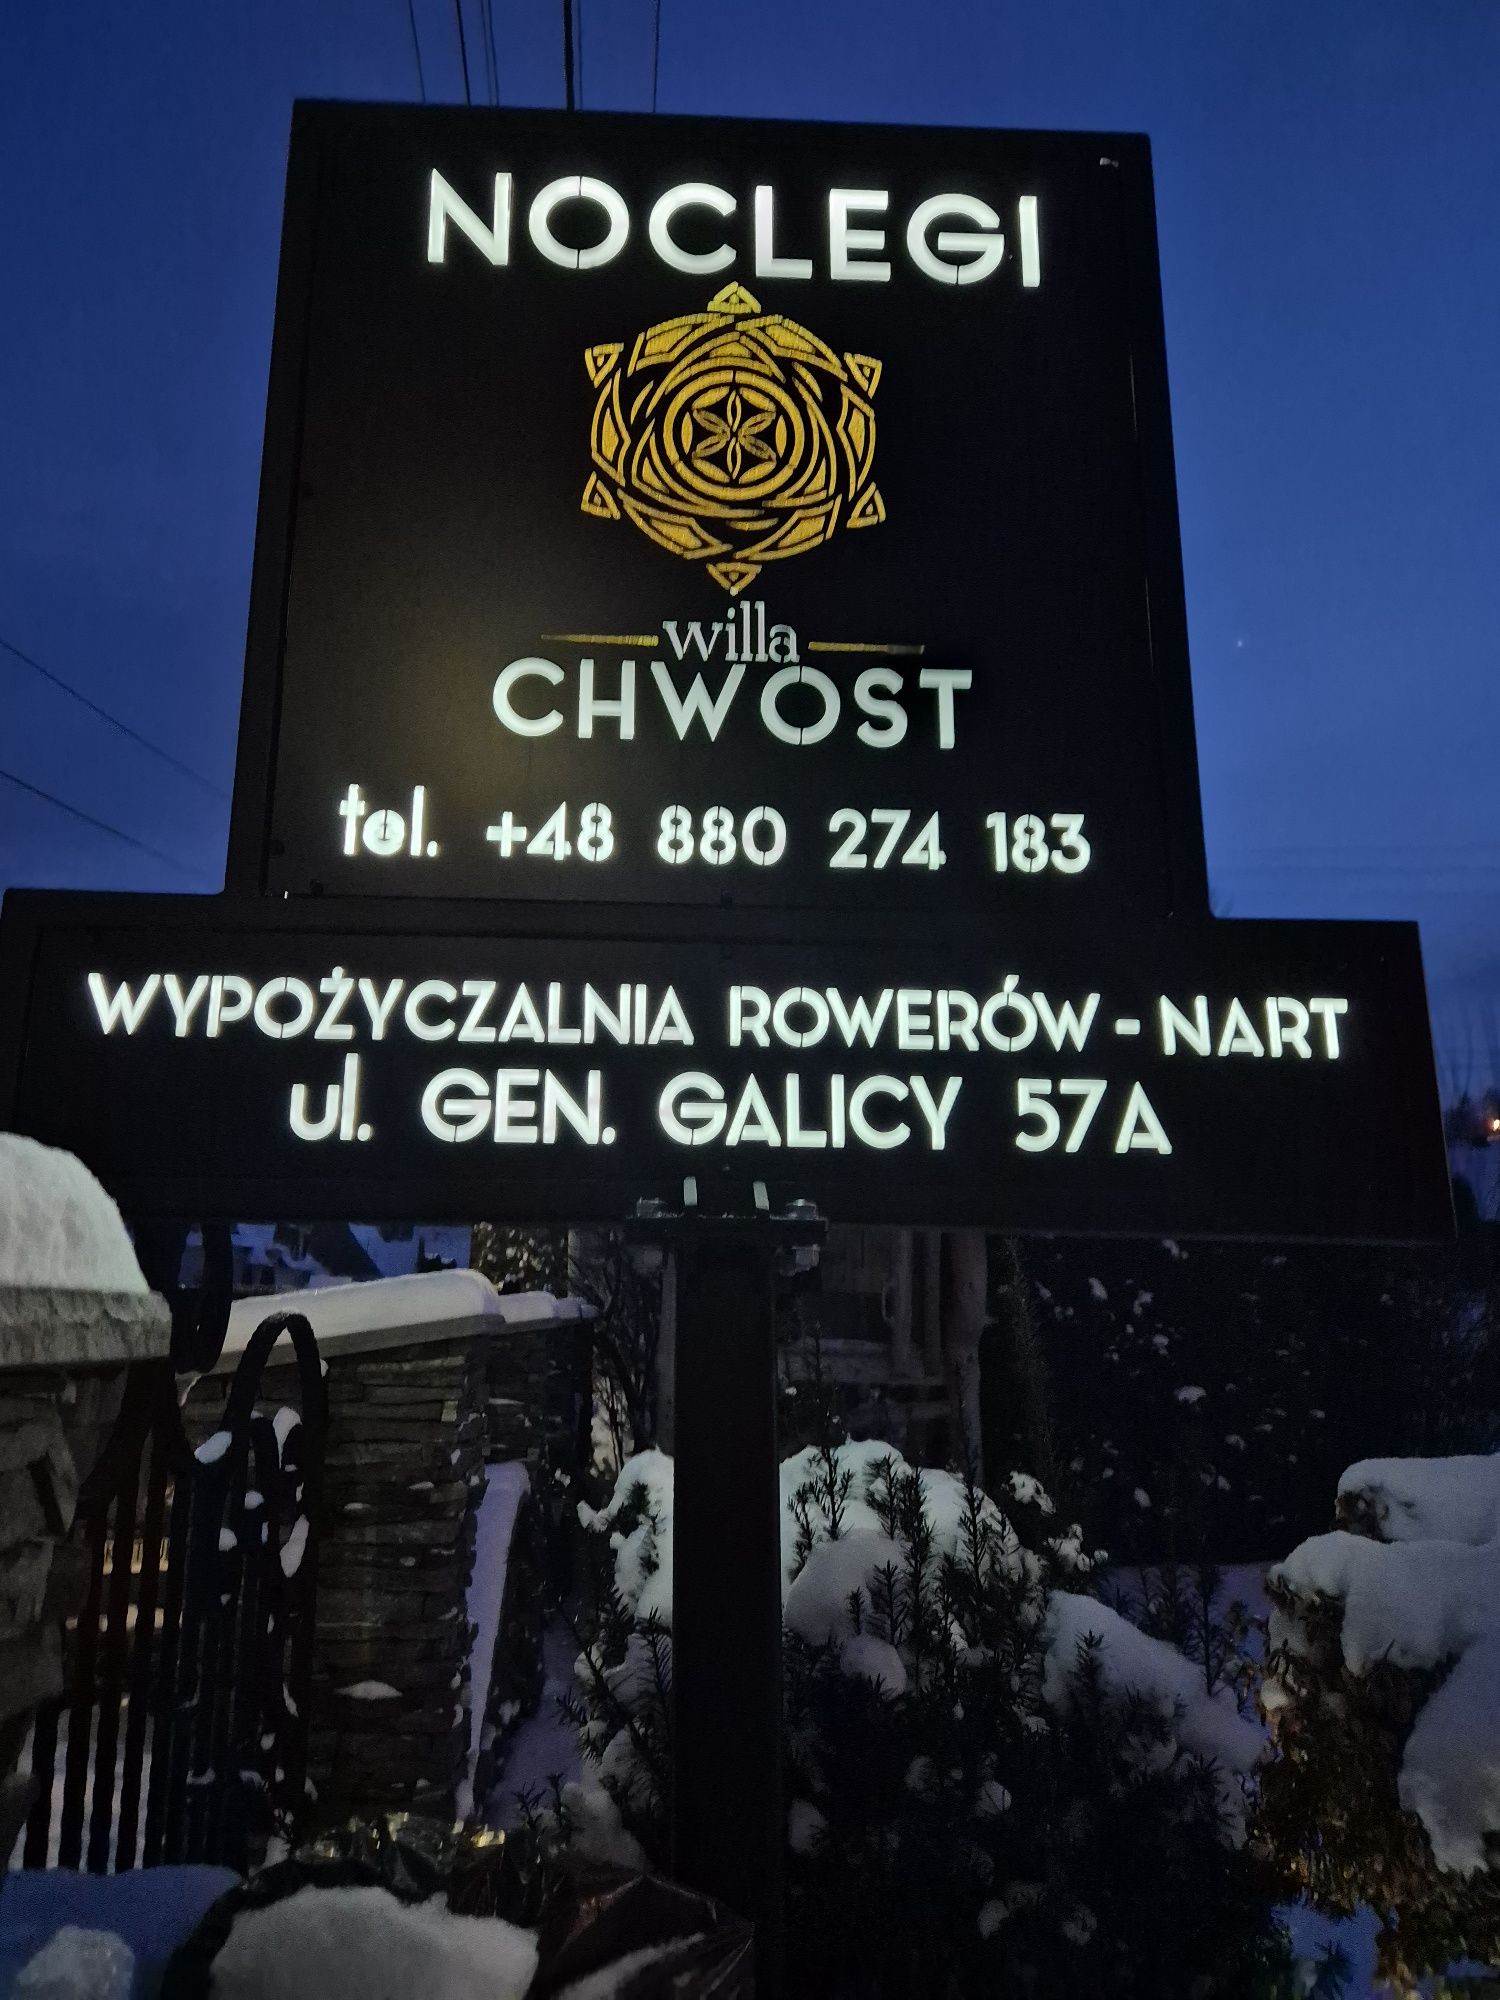 NOCLEGI
willa
CHWOST
tel. +48 880 274 183
WYPOŻYCZALNIA ROWERÓW - NART
ul. GEN. GALICY 57A